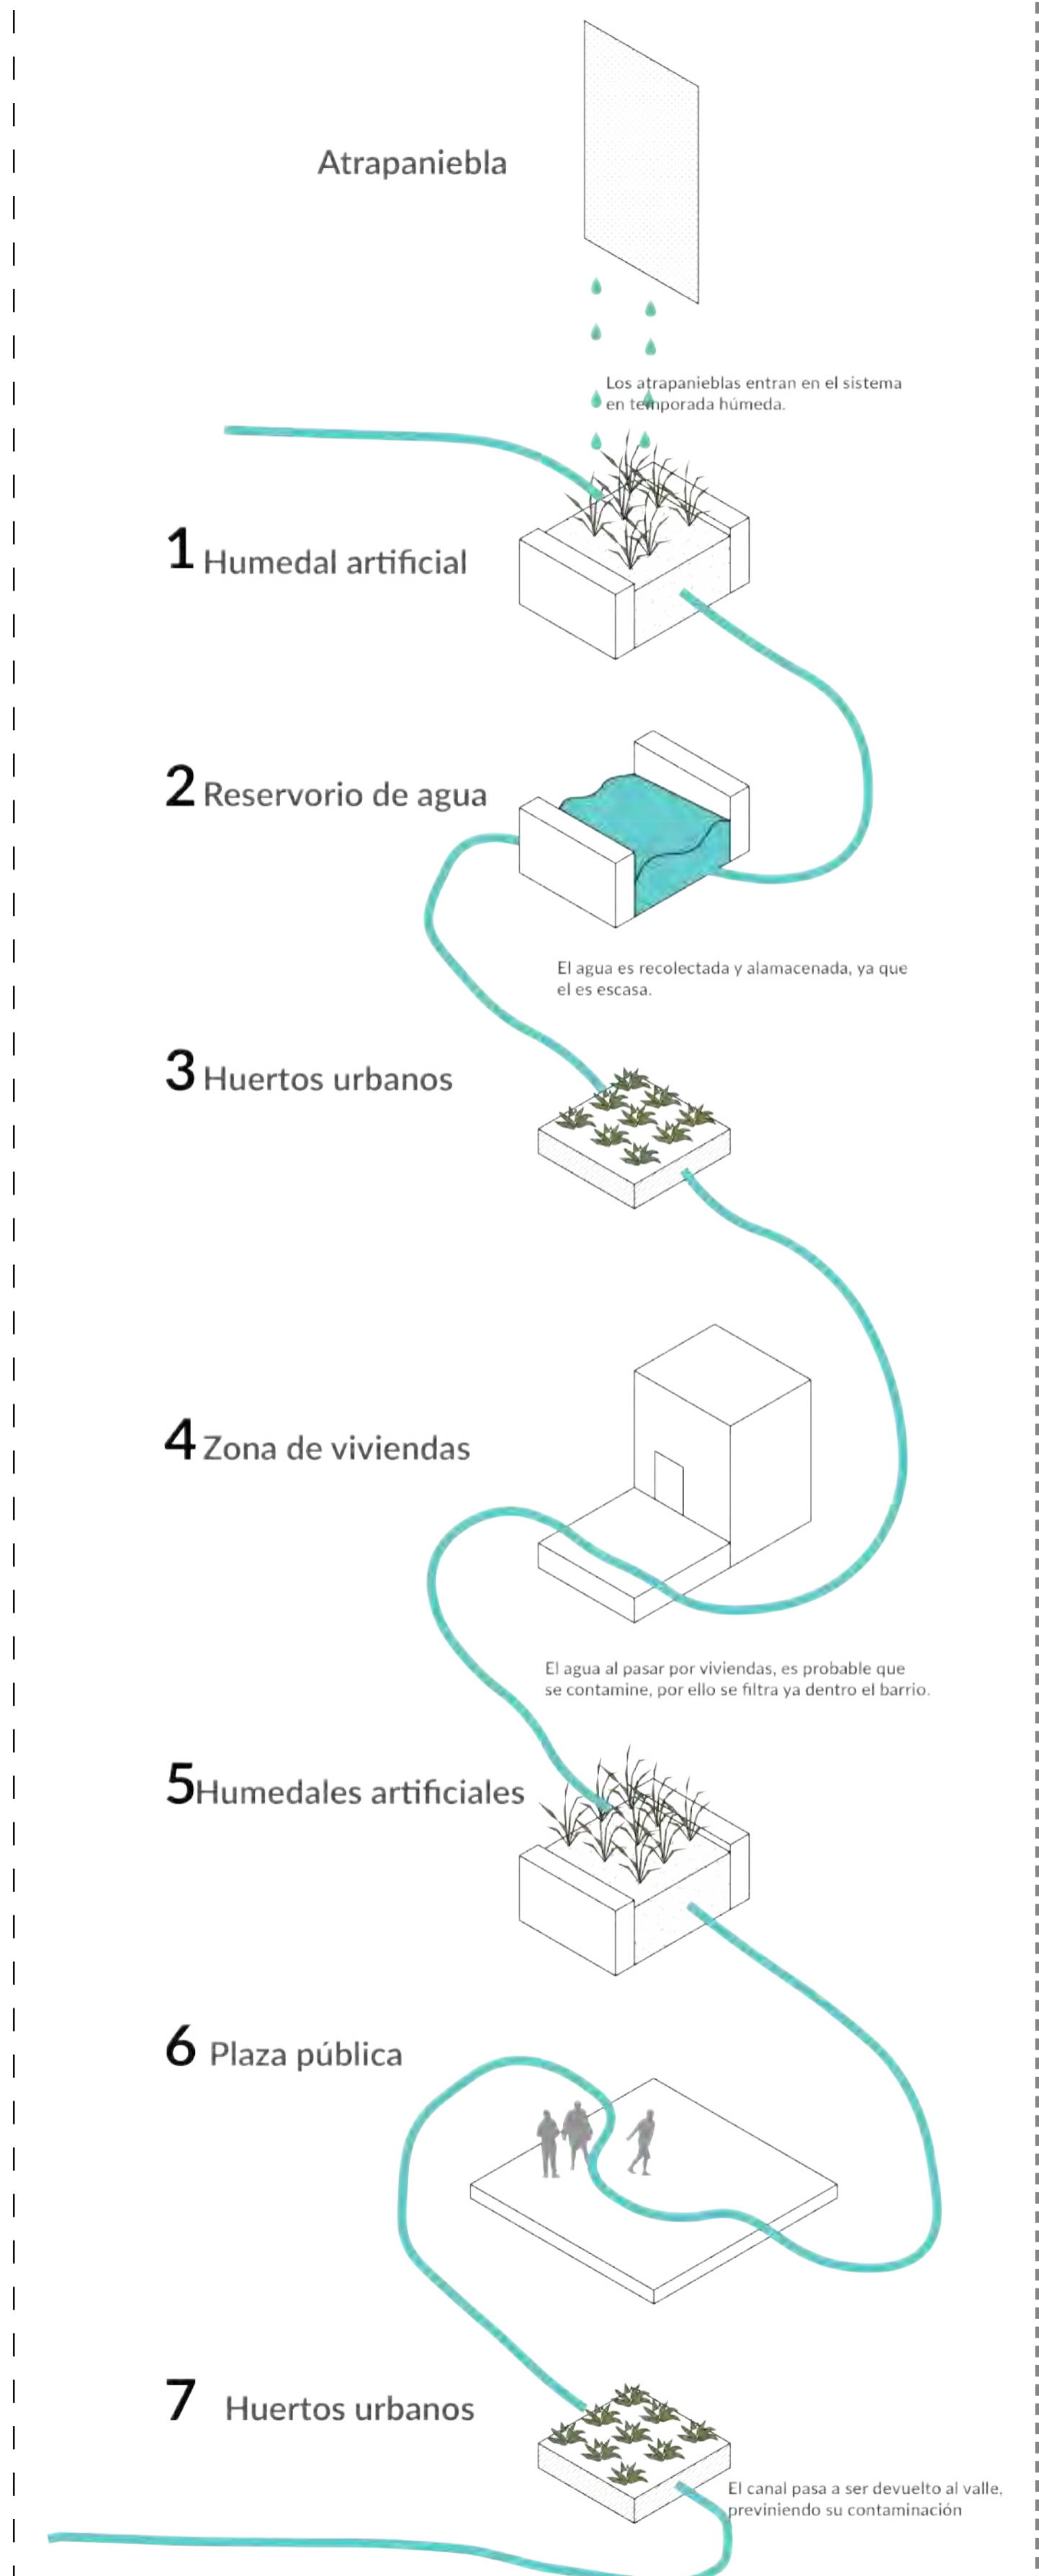 Atrapaniebla
Los atrapanieblas entran en el sistema
en temporada húmeda.
1 Humedal artificial
2 Reservorio de agua
El agua es recolectada y alamacenada, ya que
el es escasa.
3 Huertos urbanos
4 Zona de viviendas
El agua al pasar por viviendas, es probable que
se contamine, por ello se filtra ya dentro el barrio.
5 Humedales artificiales
6 Plaza pública
7 Huertos urbanos
El canal pasa a ser devuelto al valle,
previniendo su contaminación